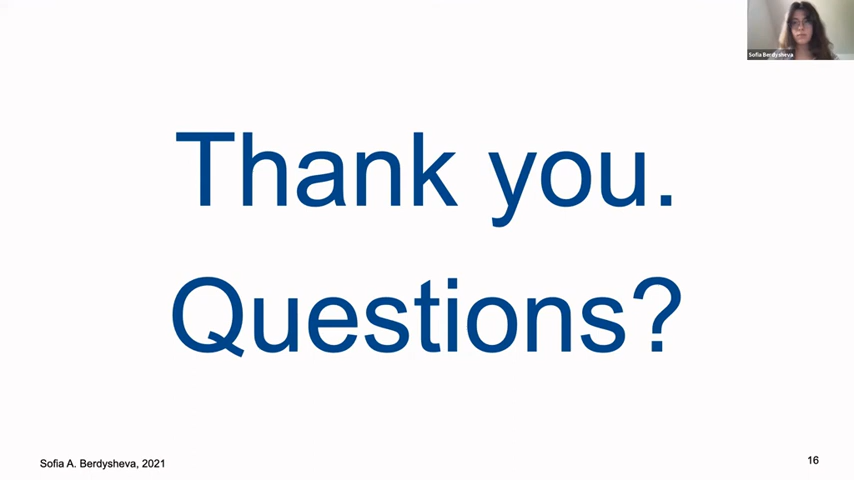 Sofia Berdysheva
Thank you.
Questions?
Sofia A. Berdysheva, 2021
16